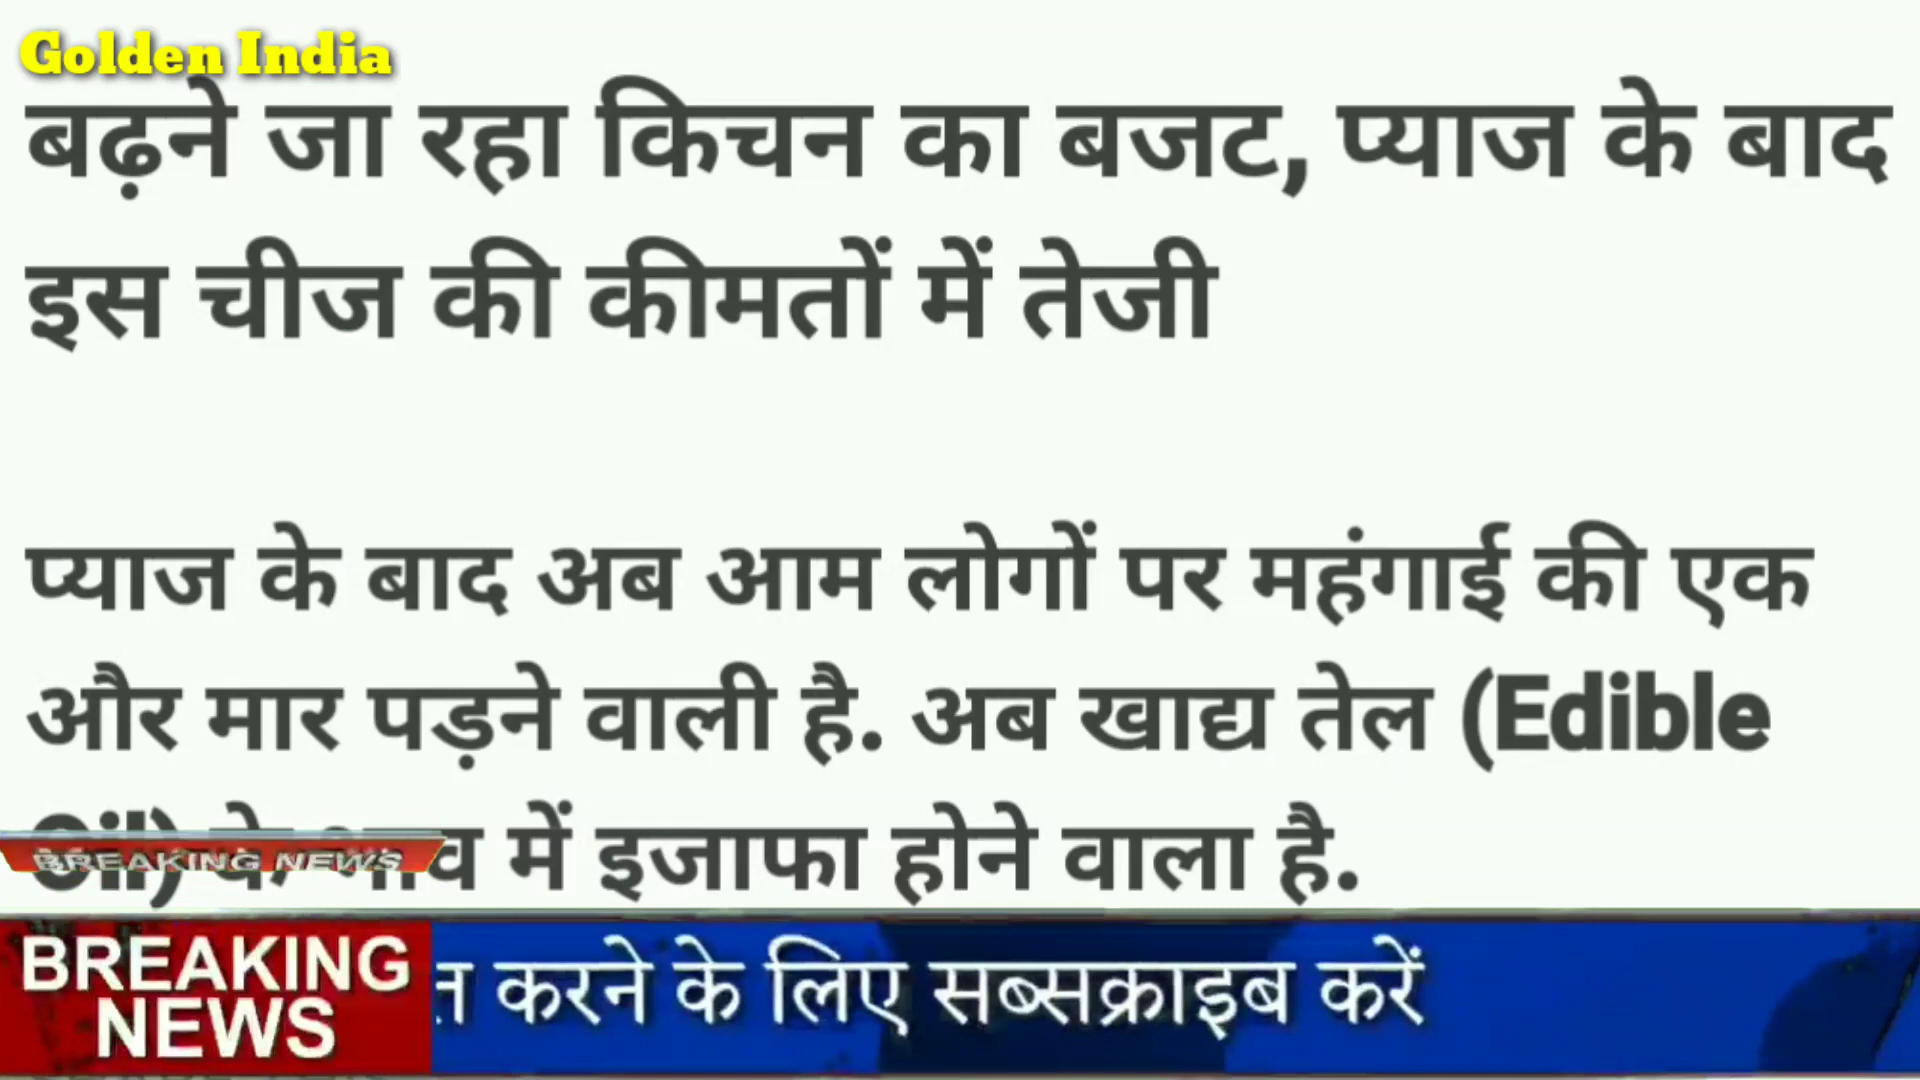 Golden India
बढ़ने जा रहा किचन का बजट, प्याज के बाद
इस चीज की कीमतों में तेजी
प्याज के बाद अब आम लोगों पर महंगाई की एक
और मार पड़ने वाली है. अब खाद्य तेल (Edible
Oil) के भाव में इजाफा होने वाला है.
BREAKING NEWS
BREAKING
NEWS
करने के लिए सब्सक्राइब करें